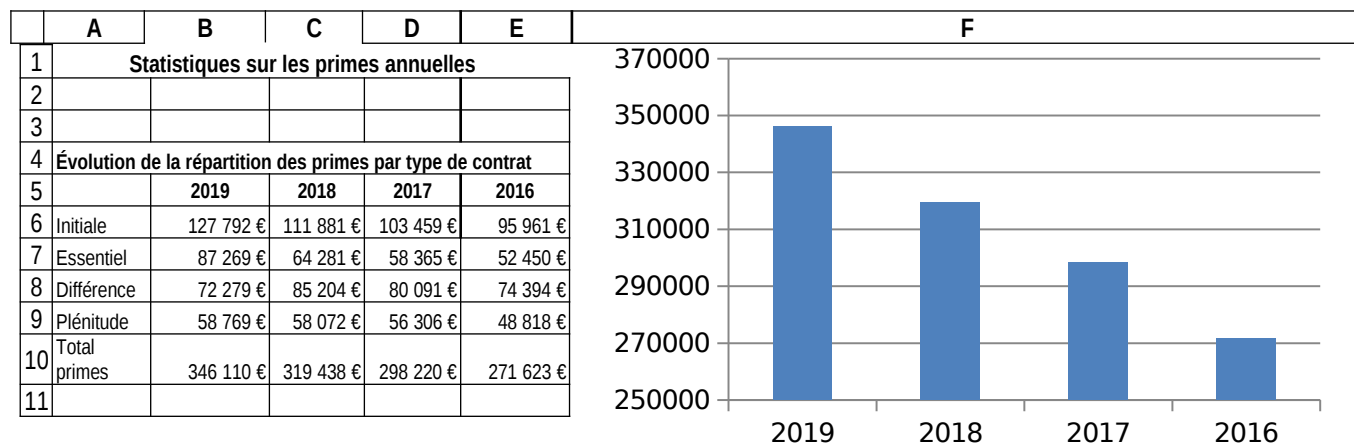 A B C D E F
1 Statistiques sur les primes annuelles
2
3
4 Évolution de la répartition des primes par type de contrat
5 2019 2018 2017 2016
6 Initiale 127 792 € 111 881 € 103 459 € 95 961 €
7 Essentiel 87 269 € 64 281 € 58 365 € 52 450 €
8 Différence 72 279 € 85 204 € 80 091 € 74 394 €
9 Plénitude 58 769 € 58 072 € 56 306 € 48 818 €
10 Total
primes 346 110 € 319 438 € 298 220 € 271 623 €
11
370000
350000
330000
310000
290000
270000
250000
2019 2018 2017 2016